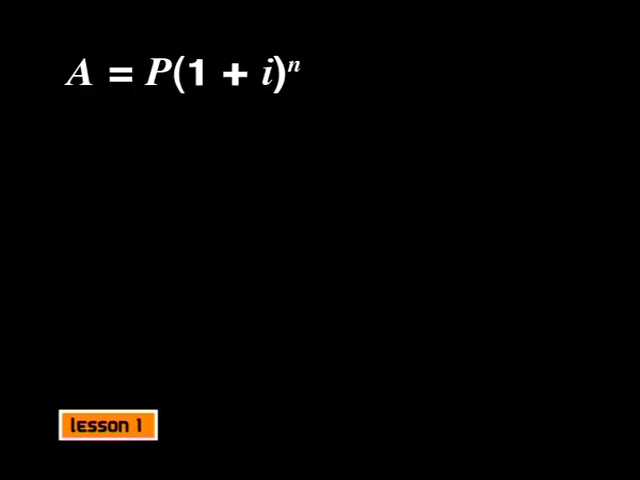 A = P(1 + i)ⁿ
lesson 1